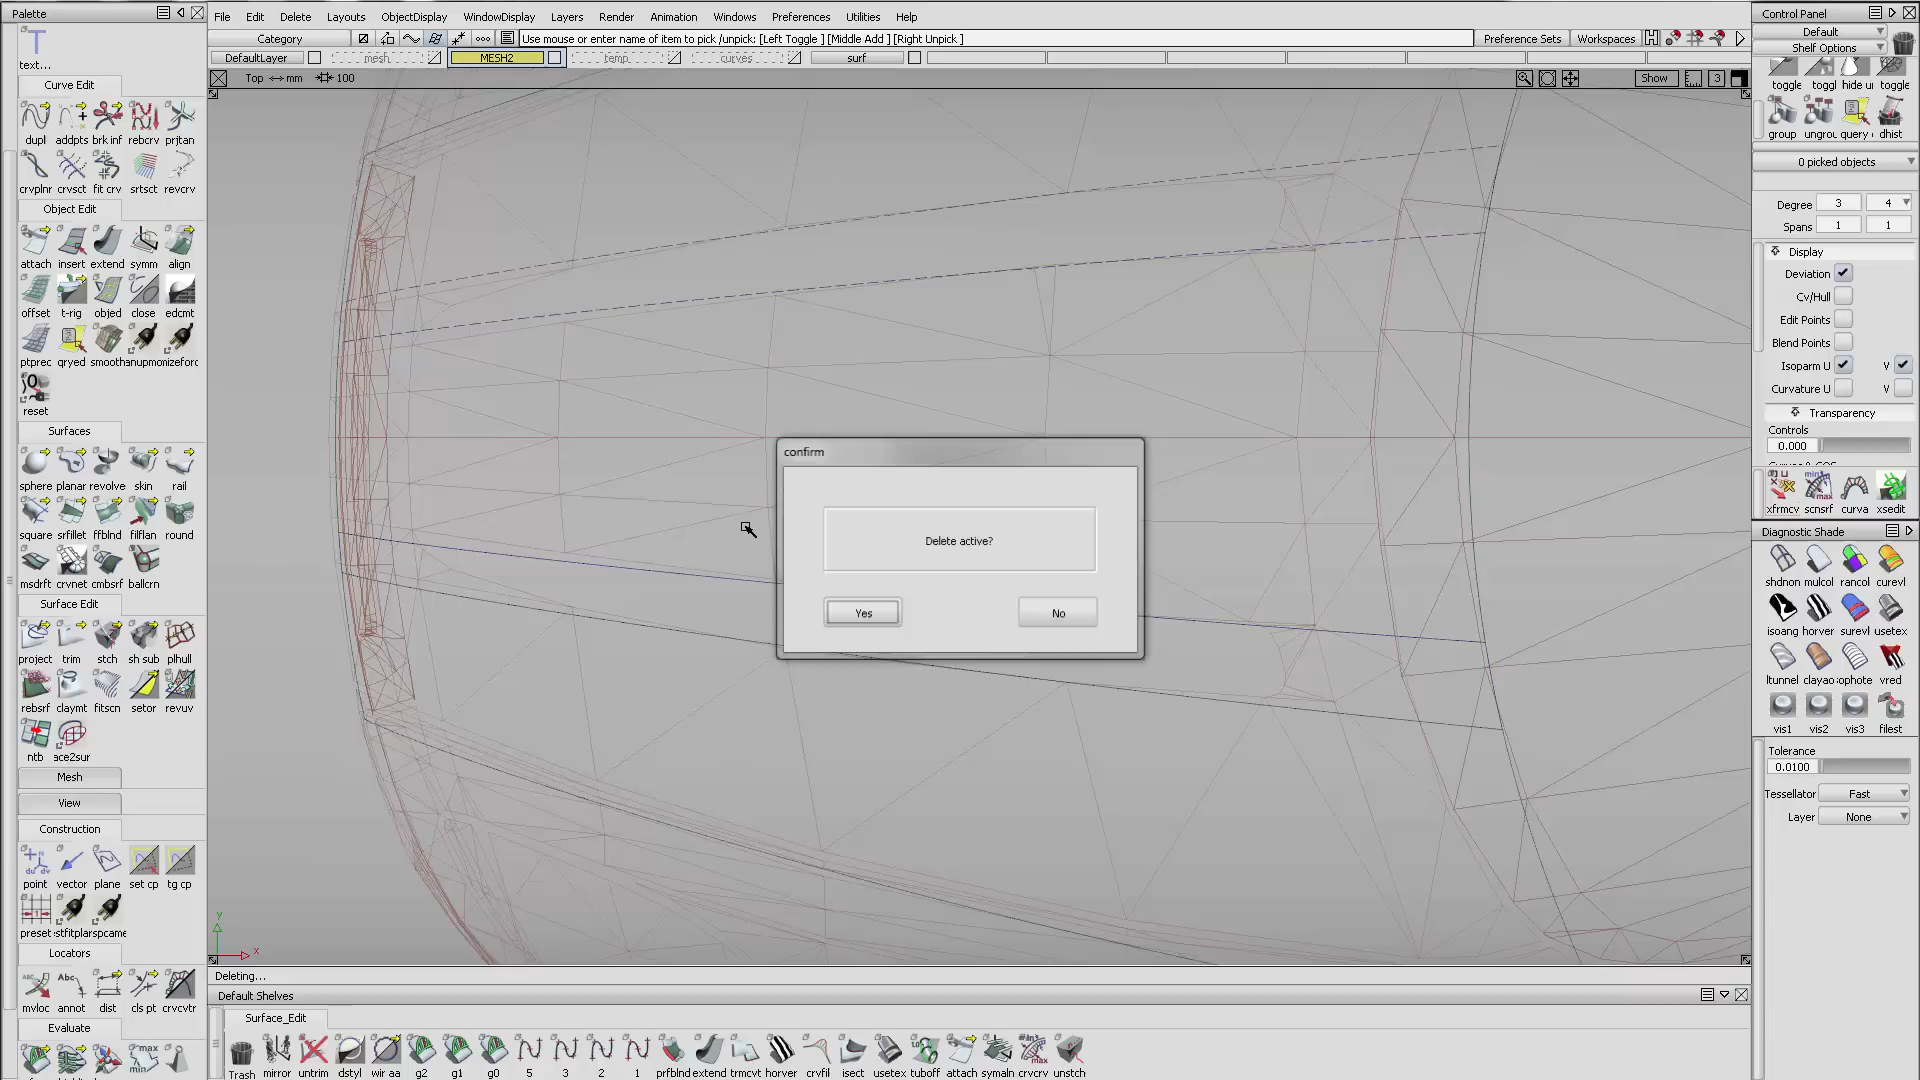 Palette
File Edit Delete Layouts ObjectDisplay WindowDisplay Layers Render Animation Windows Preferences Utilities Help
Control Panel
Category
Use mouse or enter name of item to pick /unpick: [Left Toggle ] [Middle Add ] [Right Unpick ]
Preference Sets Workspaces
Default
Shelf Options
DefaultLayer mesh MESH2 temp curves surf
Top mm 100
Show 3
text...
Curve Edit
dupl addpts brk inf rebcrv prjtan
crvplnr crvsct fit crv srtsct revcrv
Object Edit
attach insert extend symm align
offset t-rig objed close edcmt
ptprec qryed smooth
reset
Surfaces
sphere planar revolve skin rail
square srfillet ffblnd filflan round
msdrft crvnet cmbsrf ballcrn
Surface Edit
project trim stch sh sub plhull
rebsrf claymt fitscn setor revuv
ntb
Mesh
View
Construction
point vector plane set cp tg cp
preset
Locators
mvloc annot dist cls pt crvcvtr
Evaluate
max
min
toggle toggl hide toggle
group ungrou query dhist
0 picked objects
Degree 3 4
Spans 1 1
Display
Deviation
Cv/Hull
Edit Points
Blend Points
Isoparm U V
Curvature U V
Transparency
Controls
0.000
xfrmcv scnsrf curva xsedit
Diagnostic Shade
shdnon mulcol rancol curevl
isoang horver surevl usetex
ltunnel clayao vred
vis1 vis2 vis3 filest
Tolerance
0.0100
Tessellator Fast
Layer None
confirm
Delete active?
Yes No
y
x
Deleting...
Default Shelves
Surface_Edit
Trash mirror untrim dstyl wir aa g2 g1 g0 5 3 2 1 prfblnd extend trmcvt horver crvfil isect usetex tuboff attach symaln crvcrv unstch